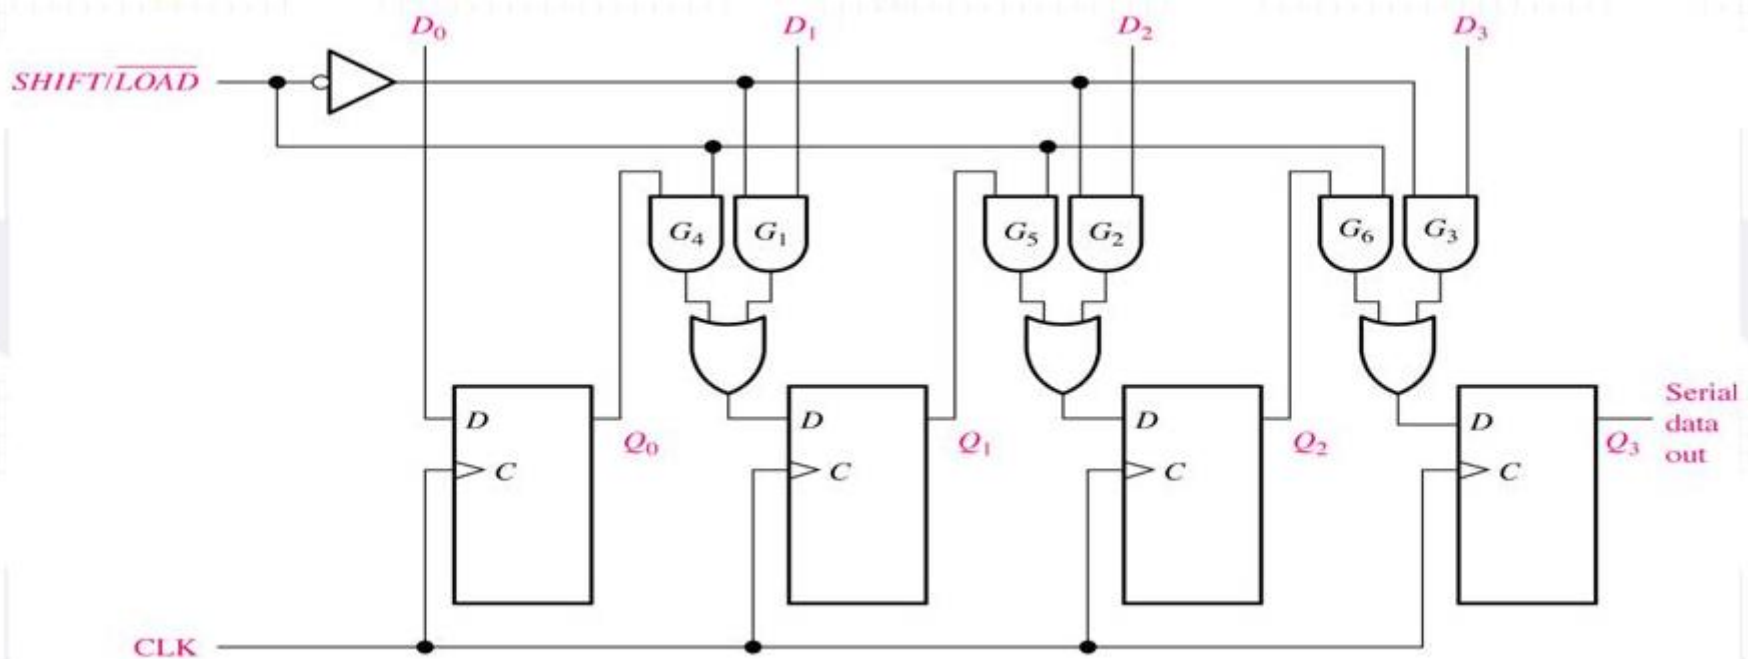 D₀ D₁ D₂ D₃
SHIFT/L̅O̅A̅D̅
G₄ G₁ G₅ G₂ G₆ G₃
D D D D
Q₀ Q₁ Q₂ Q₃
C C C C
Serial
data
out
CLK